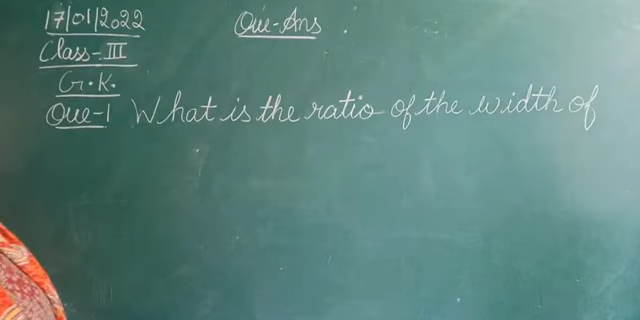 17/01/2022 Que-Ans
Class-III
G.K.
Que-1 What is the ratio of the width of